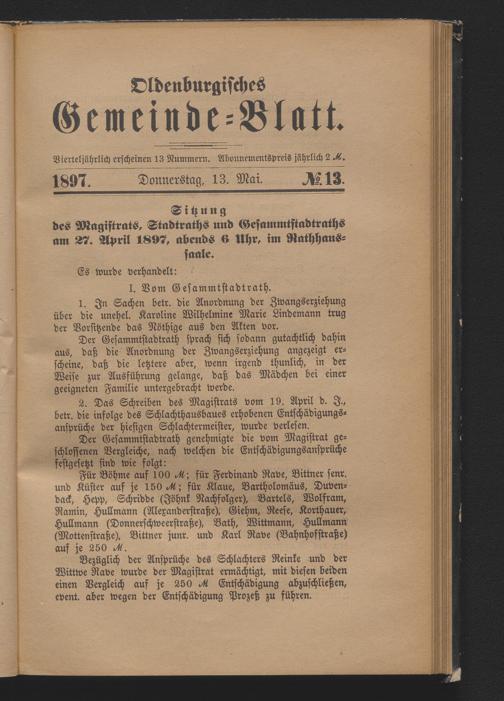 Oldenburgisches
Gemeinde-Blatt.
Vierteljährlich erscheinen 13 Nummern. Abonnementspreis jährlich 2 ℳ.
1897. Donnerstag, 13. Mai. № 13.
Sitzung
des Magistrats, Stadtraths und Gesammtstadtraths
am 27. April 1897, abends 6 Uhr, im Rathhaus-
saale.
Es wurde verhandelt:
I. Vom Gesammtstadtrath.
1. In Sachen betr. die Anordnung der Zwangserziehung
über die unehel. Karoline Wilhelmine Marie Lindemann trug
der Vorsitzende das Nöthige aus den Akten vor.
Der Gesammtstadtrath sprach sich sodann gutachtlich dahin
aus, daß die Anordnung der Zwangserziehung angezeigt er-
scheine, daß die letztere aber, wenn irgend thunlich, in der
Weise zur Ausführung gelange, daß das Mädchen bei einer
geeigneten Familie untergebracht werde.
2. Das Schreiben des Magistrats vom 19. April d. J.,
betr. die infolge des Schlachthausbaues erhobenen Entschädigungs-
ansprüche der hiesigen Schlachtermeister, wurde verlesen.
Der Gesammtstadtrath genehmigte die vom Magistrat ge-
schlossenen Vergleiche, nach welchen die Entschädigungsansprüche
festgesetzt sind wie folgt:
Für Böhme auf 100 ℳ; für Ferdinand Rave, Bittner senr.
und Küster auf je 150 ℳ; für Klaue, Bartholomäus, Duven-
dack, Hepp, Schridde (Jöhnk Nachfolger), Bartels, Wolfram,
Ramin, Hullmann (Alexanderstraße), Giehm, Reese, Korthauer,
Hullmann (Donnerschweerstraße), Bath, Wittmann, Hullmann
(Mottenstraße), Bittner junr. und Karl Rave (Bahnhofstraße)
auf je 250 ℳ.
Bezüglich der Ansprüche des Schlachters Reinke und der
Wittwe Rave wurde der Magistrat ermächtigt, mit diesen beiden
einen Vergleich auf je 250 ℳ Entschädigung abzuschließen,
event. aber wegen der Entschädigung Prozeß zu führen.